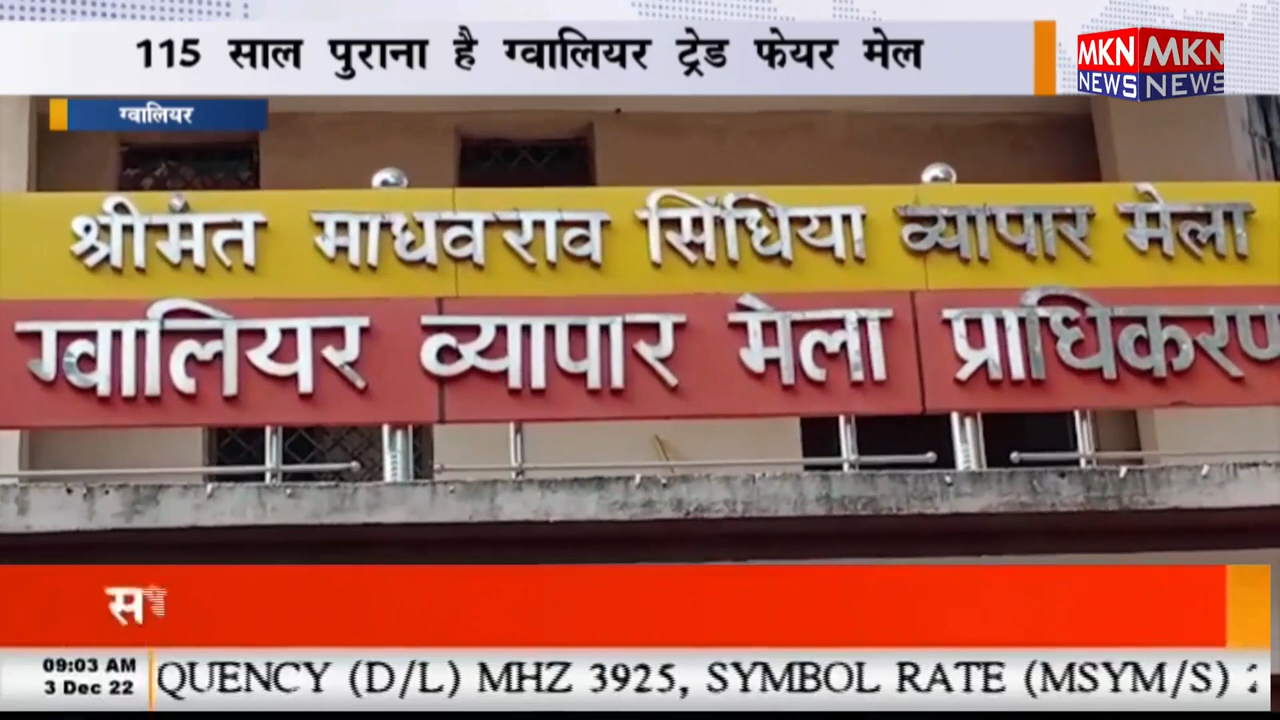 115 साल पुराना है ग्वालियर ट्रेड फेयर मेल
MKN MKN
NEWS NEWS
ग्वालियर
श्रीमंत माधवराव सिंधिया व्यापार मेला
ग्वालियर व्यापार मेला प्राधिकरण
09:03 AM
3 Dec 22
QUENCY (D/L) MHZ 3925, SYMBOL RATE (MSYM/S)